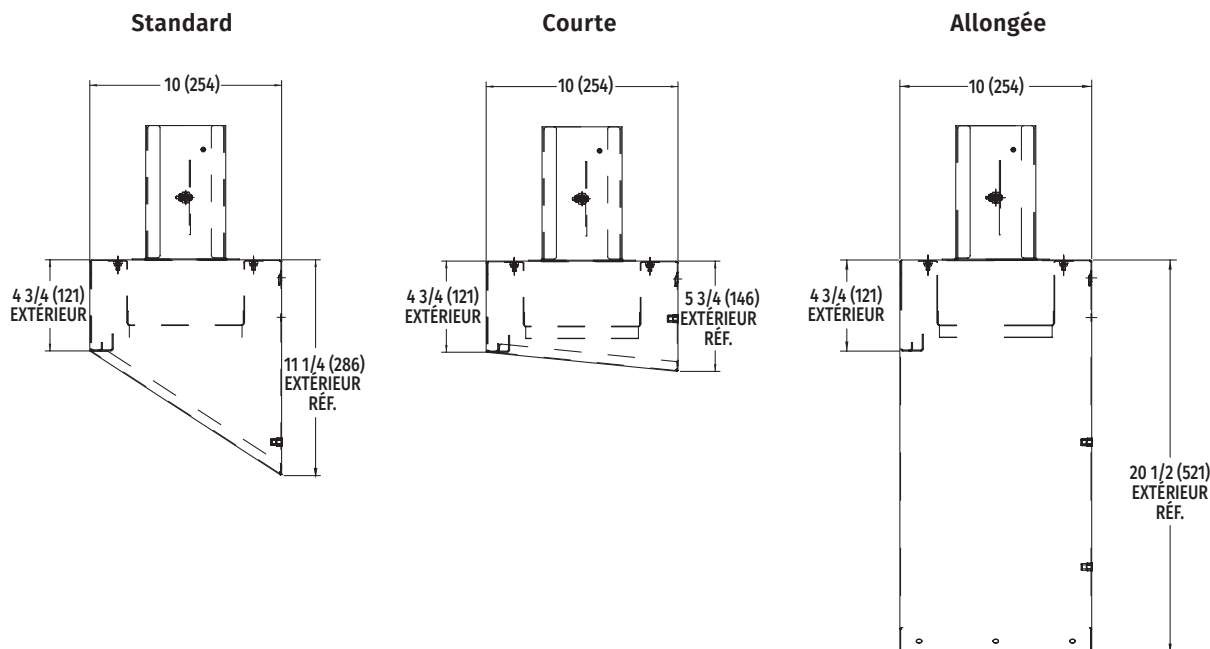 Standard
Courte
Allongée
10 (254)
10 (254)
10 (254)
4 3/4 (121)
EXTÉRIEUR
11 1/4 (286)
EXTÉRIEUR
RÉF.
4 3/4 (121)
EXTÉRIEUR
5 3/4 (146)
EXTÉRIEUR
RÉF.
4 3/4 (121)
EXTÉRIEUR
20 1/2 (521)
EXTÉRIEUR
RÉF.